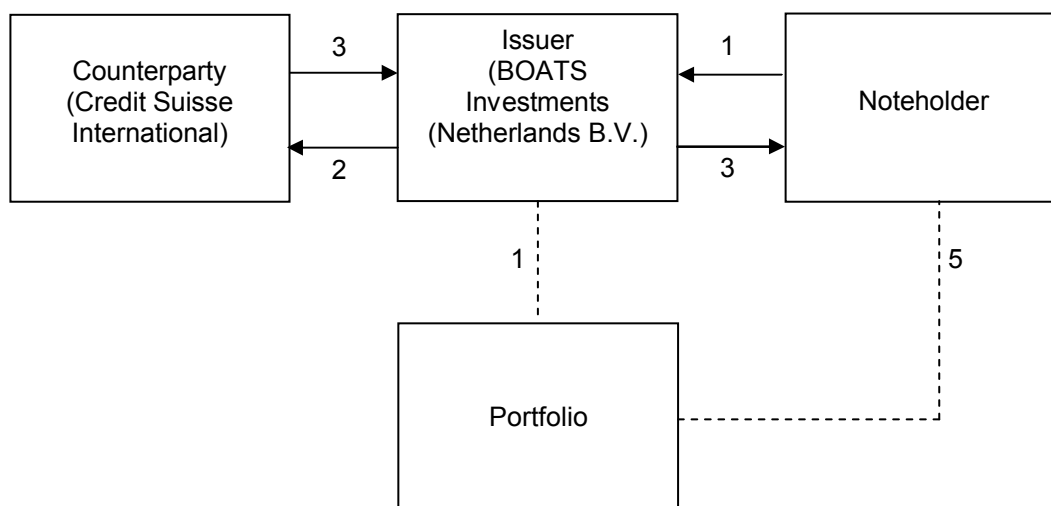 Counterparty
(Credit Suisse
International)
3
2
Issuer
(BOATS
Investments
(Netherlands B.V.)
1
3
Noteholder
1
5
Portfolio